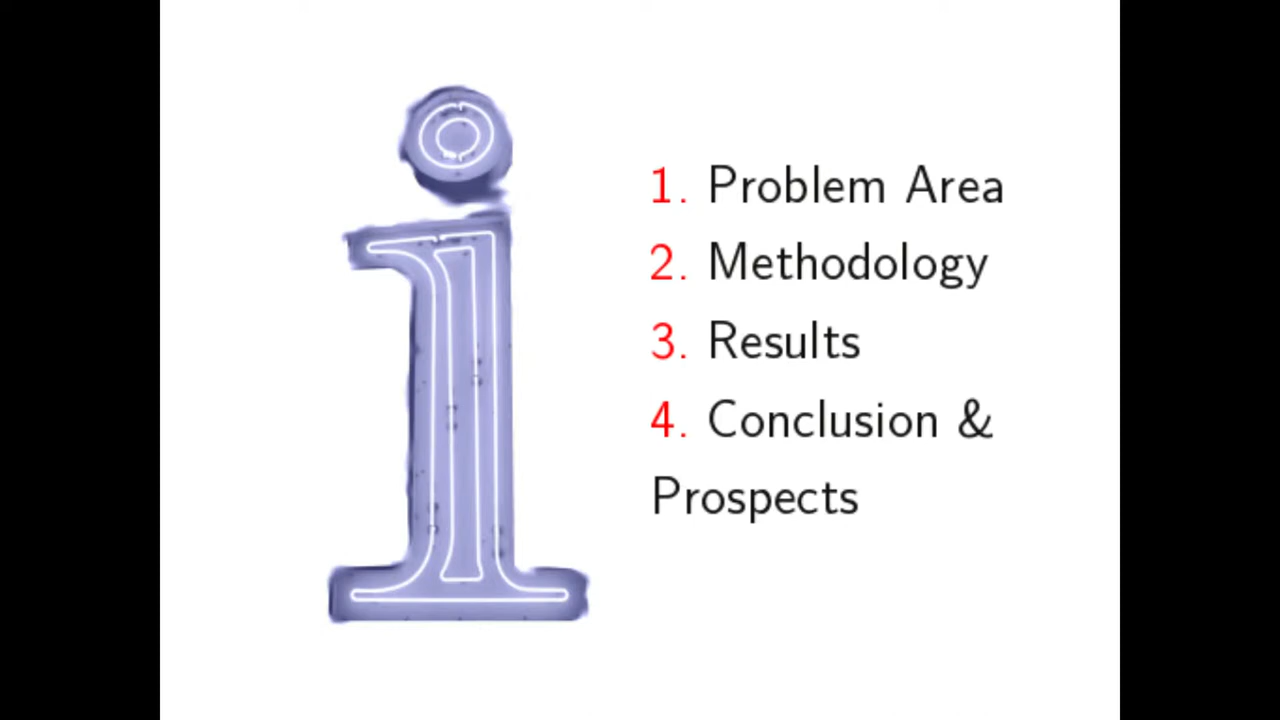 i
1. Problem Area
2. Methodology
3. Results
4. Conclusion &
Prospects